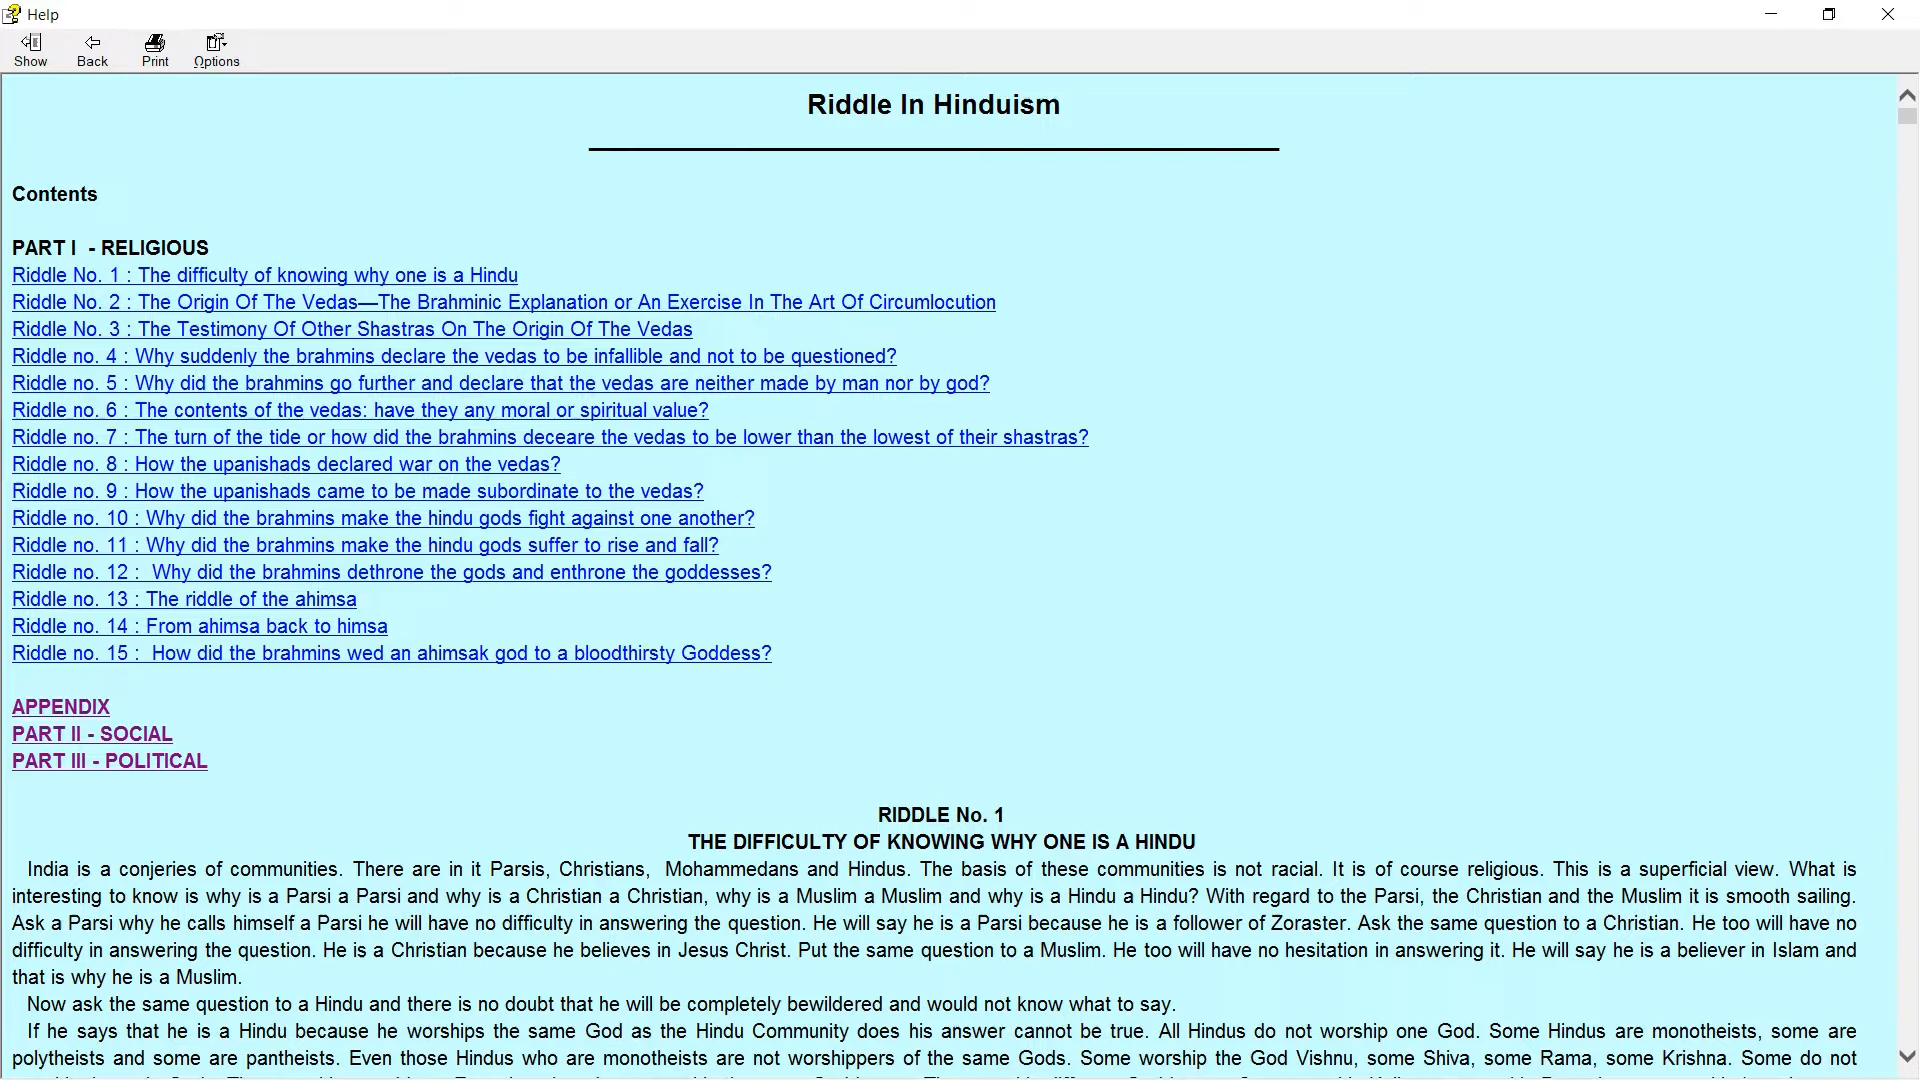 Help
Show Back Print Options
Riddle In Hinduism
Contents
PART I - RELIGIOUS
Riddle No. 1 : The difficulty of knowing why one is a Hindu
Riddle No. 2 : The Origin Of The Vedas—The Brahminic Explanation or An Exercise In The Art Of Circumlocution
Riddle No. 3 : The Testimony Of Other Shastras On The Origin Of The Vedas
Riddle no. 4 : Why suddenly the brahmins declare the vedas to be infallible and not to be questioned?
Riddle no. 5 : Why did the brahmins go further and declare that the vedas are neither made by man nor by god?
Riddle no. 6 : The contents of the vedas: have they any moral or spiritual value?
Riddle no. 7 : The turn of the tide or how did the brahmins deceare the vedas to be lower than the lowest of their shastras?
Riddle no. 8 : How the upanishads declared war on the vedas?
Riddle no. 9 : How the upanishads came to be made subordinate to the vedas?
Riddle no. 10 : Why did the brahmins make the hindu gods fight against one another?
Riddle no. 11 : Why did the brahmins make the hindu gods suffer to rise and fall?
Riddle no. 12 :  Why did the brahmins dethrone the gods and enthrone the goddesses?
Riddle no. 13 : The riddle of the ahimsa
Riddle no. 14 : From ahimsa back to himsa
Riddle no. 15 :  How did the brahmins wed an ahimsak god to a bloodthirsty Goddess?
APPENDIX
PART II - SOCIAL
PART III - POLITICAL
RIDDLE No. 1
THE DIFFICULTY OF KNOWING WHY ONE IS A HINDU
India is a conjeries of communities. There are in it Parsis, Christians, Mohammedans and Hindus. The basis of these communities is not racial. It is of course religious. This is a superficial view. What is
interesting to know is why is a Parsi a Parsi and why is a Christian a Christian, why is a Muslim a Muslim and why is a Hindu a Hindu? With regard to the Parsi, the Christian and the Muslim it is smooth sailing.
Ask a Parsi why he calls himself a Parsi he will have no difficulty in answering the question. He will say he is a Parsi because he is a follower of Zoraster. Ask the same question to a Christian. He too will have no
difficulty in answering the question. He is a Christian because he believes in Jesus Christ. Put the same question to a Muslim. He too will have no hesitation in answering it. He will say he is a believer in Islam and
that is why he is a Muslim.
Now ask the same question to a Hindu and there is no doubt that he will be completely bewildered and would not know what to say.
If he says that he is a Hindu because he worships the same God as the Hindu Community does his answer cannot be true. All Hindus do not worship one God. Some Hindus are monotheists, some are
polytheists and some are pantheists. Even those Hindus who are monotheists are not worshippers of the same Gods. Some worship the God Vishnu, some Shiva, some Rama, some Krishna. Some do not